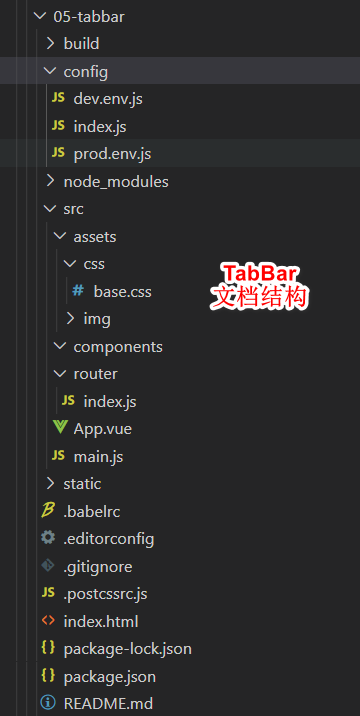 05-tabbar
build
config
JS dev.env.js
JS index.js
JS prod.env.js
node_modules
src
assets
css
# base.css
img
components
router
JS index.js
App.vue
JS main.js
static
.babelrc
.editorconfig
.gitignore
JS .postcssrc.js
<> index.html
{ } package-lock.json
{ } package.json
README.md
TabBar
文档结构